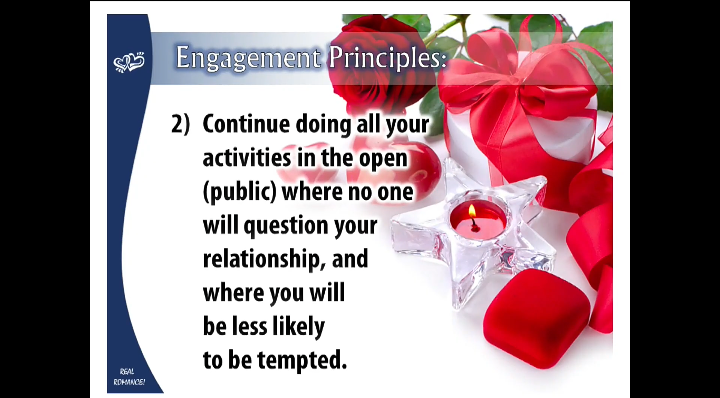 Engagement Principles:
2) Continue doing all your
activities in the open
(public) where no one
will question your
relationship, and
where you will
be less likely
to be tempted.
REAL
ROMANCE!